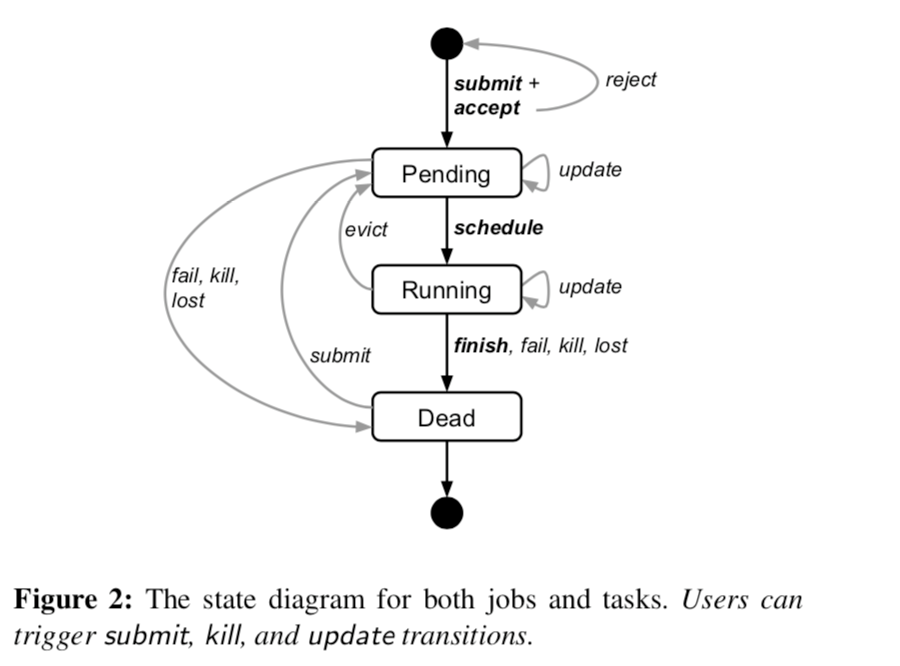 submit +
accept
reject
Pending
update
evict
schedule
fail, kill,
lost
Running
update
submit
finish, fail, kill, lost
Dead
Figure 2: The state diagram for both jobs and tasks. Users can
trigger submit, kill, and update transitions.